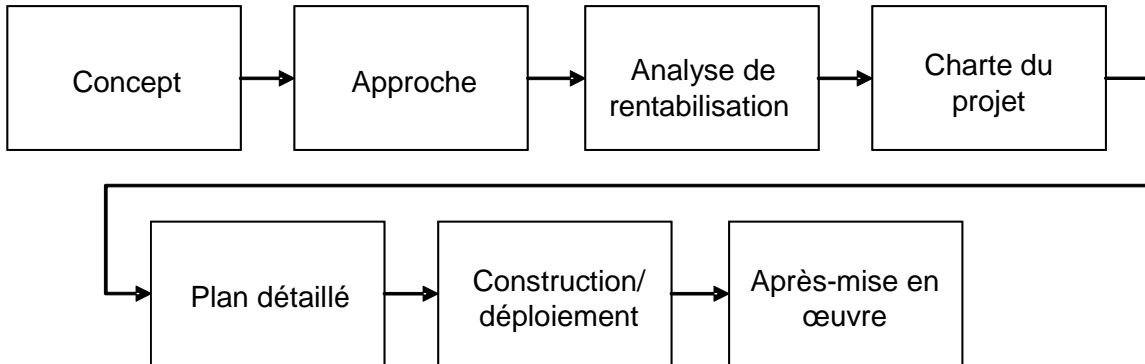 Concept
Approche
Analyse de
rentabilisation
Charte du
projet
Plan détaillé
Construction/
déploiement
Après-mise en
œuvre